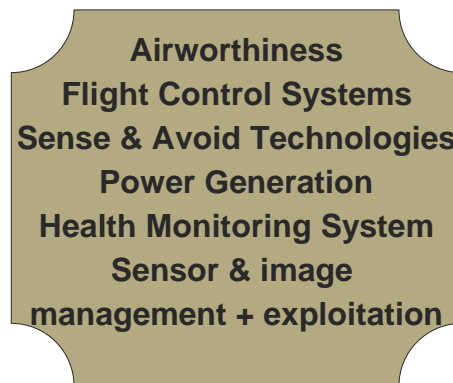 Airworthiness
Flight Control Systems
Sense & Avoid Technologies
Power Generation
Health Monitoring System
Sensor & image
management + exploitation